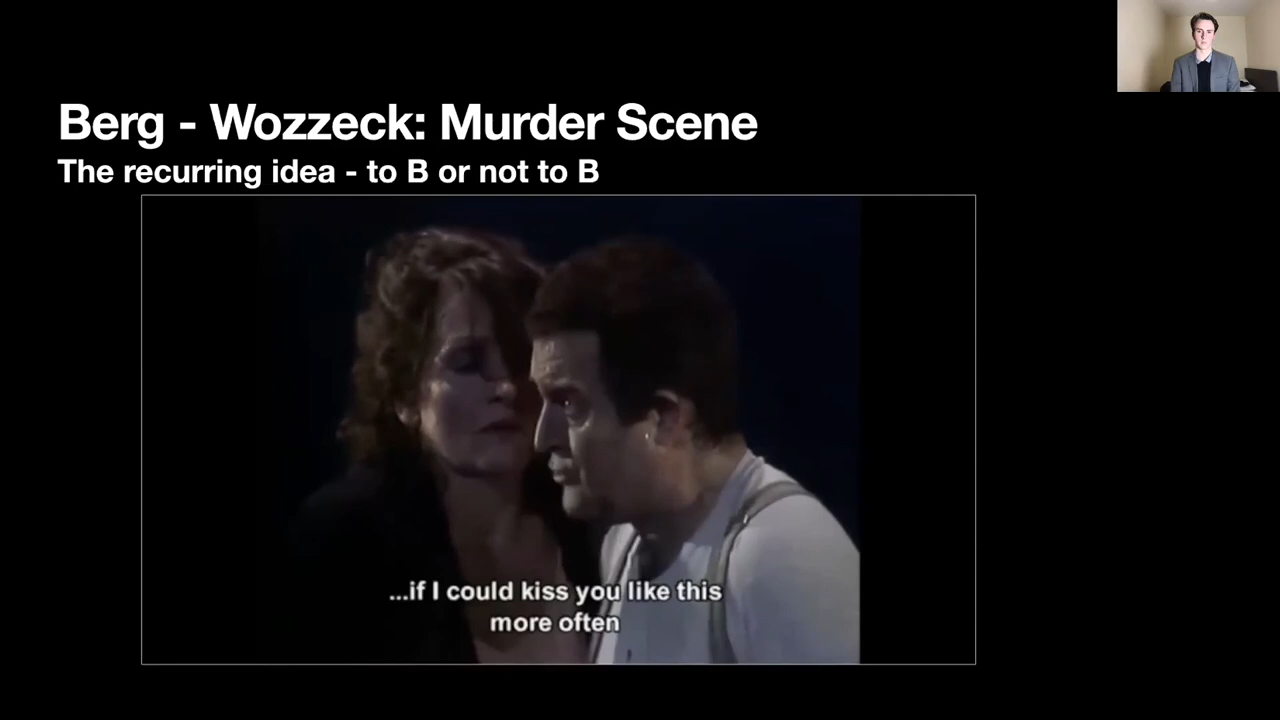 Berg - Wozzeck: Murder Scene
The recurring idea - to B or not to B
...if I could kiss you like this
more often